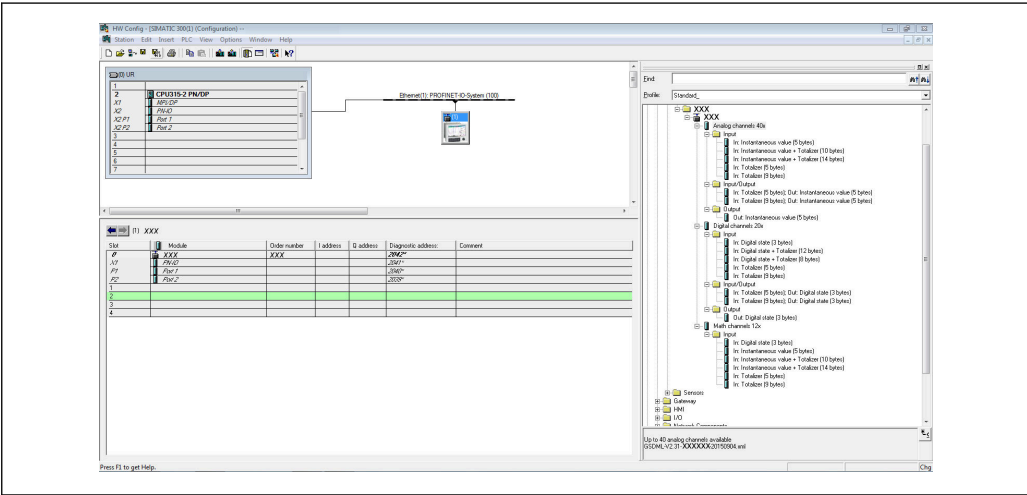 HW Config - [SIMATIC 300(1) (Configuration) --
Station Edit Insert PLC View Options Window Help
(0) UR
1
2 CPU315-2 PN/DP
X1 MPI/DP
X2 PN-IO
X2 P1 Port 1
X2 P2 Port 2
3
4
5
6
7
Ethernet(1): PROFINET-IO-System (100)
(1)
(1) XXX
Slot Module Order number I address Q address Diagnostic address: Comment
0 XXX XXX 2042*
X1 PN-IO 2041*
P1 Port 1 2040*
P2 Port 2 2039*
1
2
3
4
Find:
Profile: Standard_
XXX
XXX
Analog channels 40x
Input
In: Instantaneous value (5 bytes)
In: Instantaneous value + Totalizer (10 bytes)
In: Instantaneous value + Totalizer (14 bytes)
In: Totalizer (5 bytes)
In: Totalizer (9 bytes)
Input/Output
In: Totalizer (5 bytes); Out: Instantaneous value (5 bytes)
In: Totalizer (9 bytes); Out: Instantaneous value (5 bytes)
Output
Out: Instantaneous value (5 bytes)
Digital channels 20x
Input
In: Digital state (3 bytes)
In: Digital state + Totalizer (12 bytes)
In: Digital state + Totalizer (8 bytes)
In: Totalizer (5 bytes)
In: Totalizer (9 bytes)
Input/Output
In: Totalizer (5 bytes); Out: Digital state (3 bytes)
In: Totalizer (9 bytes); Out: Digital state (3 bytes)
Output
Out: Digital state (3 bytes)
Math channels 12x
Input
In: Digital state (3 bytes)
In: Instantaneous value (5 bytes)
In: Instantaneous value + Totalizer (10 bytes)
In: Instantaneous value + Totalizer (14 bytes)
In: Totalizer (5 bytes)
In: Totalizer (9 bytes)
Sensors
Gateway
HMI
I/O
Network Components
Up to 40 analog channels available
GSDML-V2.31-XXXXXX-20150904.xml
Press F1 to get Help.
Chg